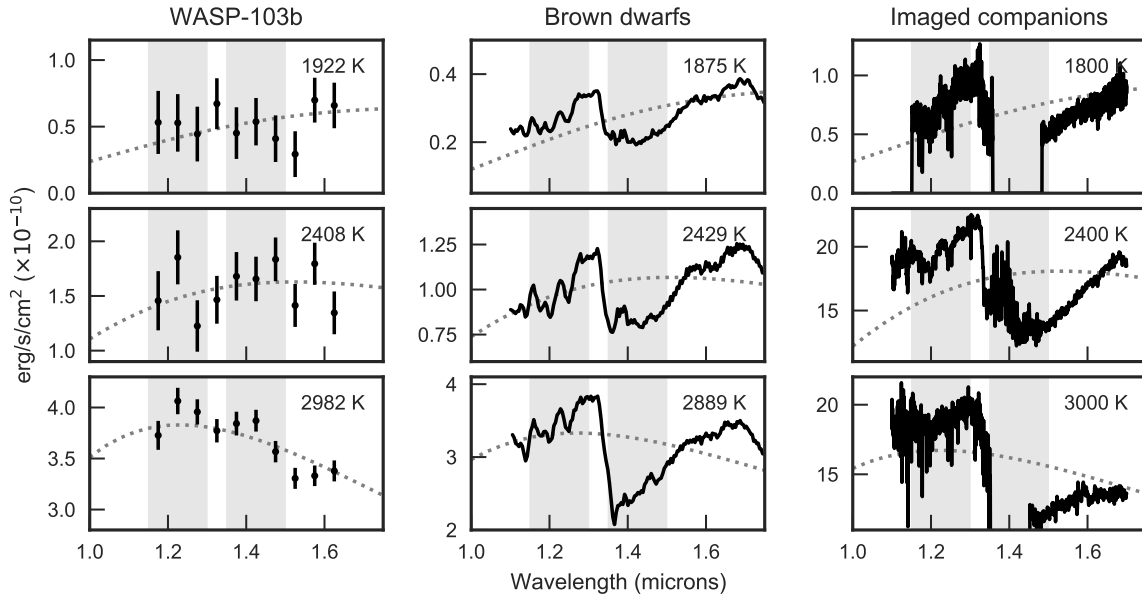 WASP-103b Brown dwarfs Imaged companions
1.0 0.5 0.0 1922 K
0.4 0.2 1875 K
1.0 0.5 0.0 1800 K
2.0 1.5 1.0 2408 K
1.25 1.00 0.75 2429 K
20 15 2400 K
4.0 3.5 3.0 2982 K
4 3 2 2889 K
20 15 3000 K
erg/s/cm² (×10⁻¹⁰)
1.0 1.2 1.4 1.6
1.0 1.2 1.4 1.6
1.0 1.2 1.4 1.6
Wavelength (microns)